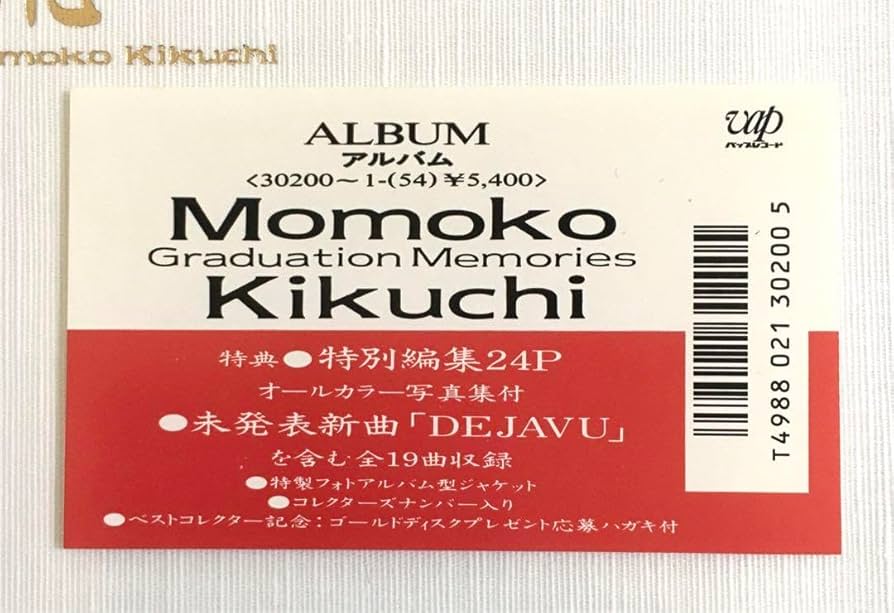 moko Kikuchi
ALBUM
アルバム
<30200〜1-(54) ¥5,400>
vap
バップレコード
Momoko
Graduation Memories
Kikuchi
T4988 021 30200 5
特典●特別編集24P
オールカラー写真集付
●未発表新曲「DEJAVU」
を含む全19曲収録
●特製フォトアルバム型ジャケット
●コレクターズナンバー入り
●ベストコレクター記念：ゴールドディスクプレゼント応募ハガキ付